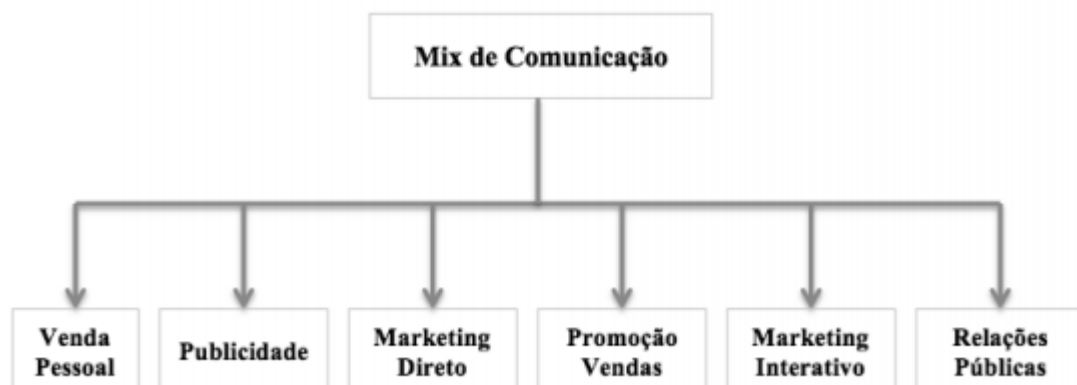 Mix de Comunicação
Venda
Pessoal
Publicidade
Marketing
Direto
Promoção
Vendas
Marketing
Interativo
Relações
Públicas